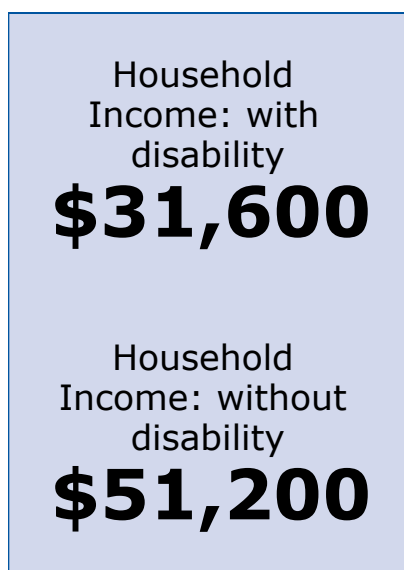 Household
Income: with
disability
$31,600
Household
Income: without
disability
$51,200